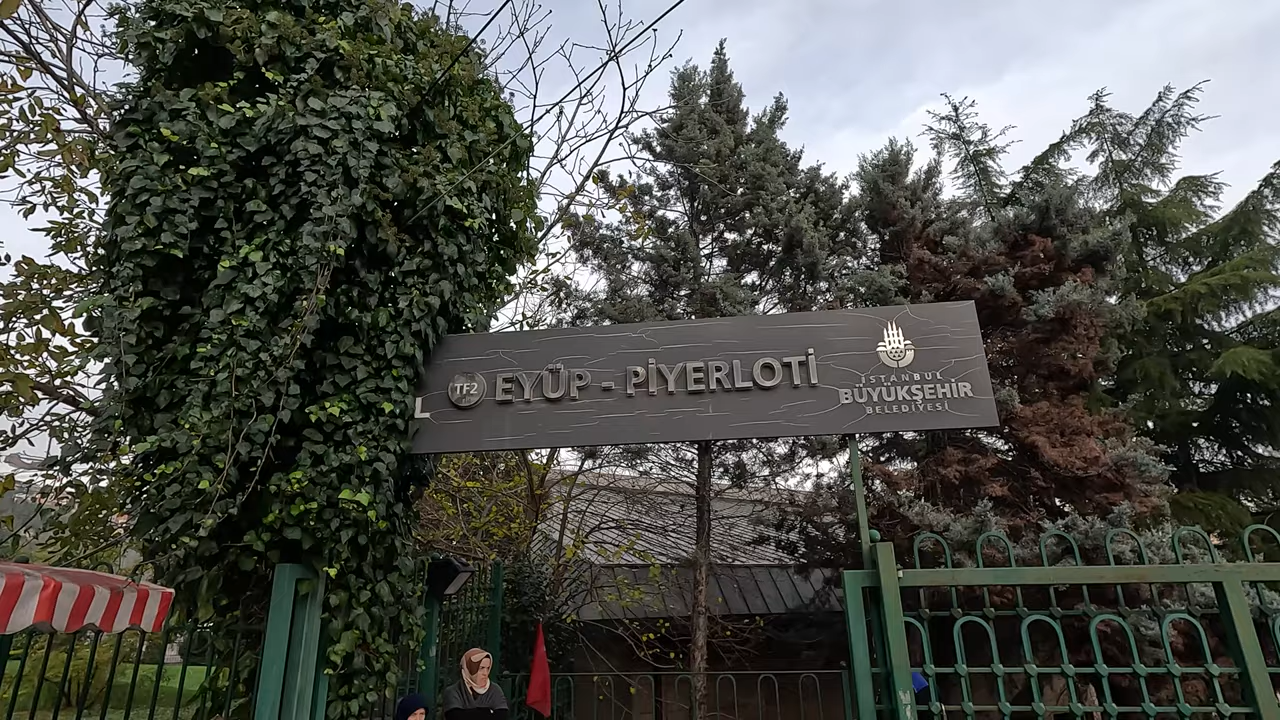 L
TF2
EYÜP - PİYERLOTİ
İSTANBUL
BÜYÜKŞEHİR
BELEDİYESİ